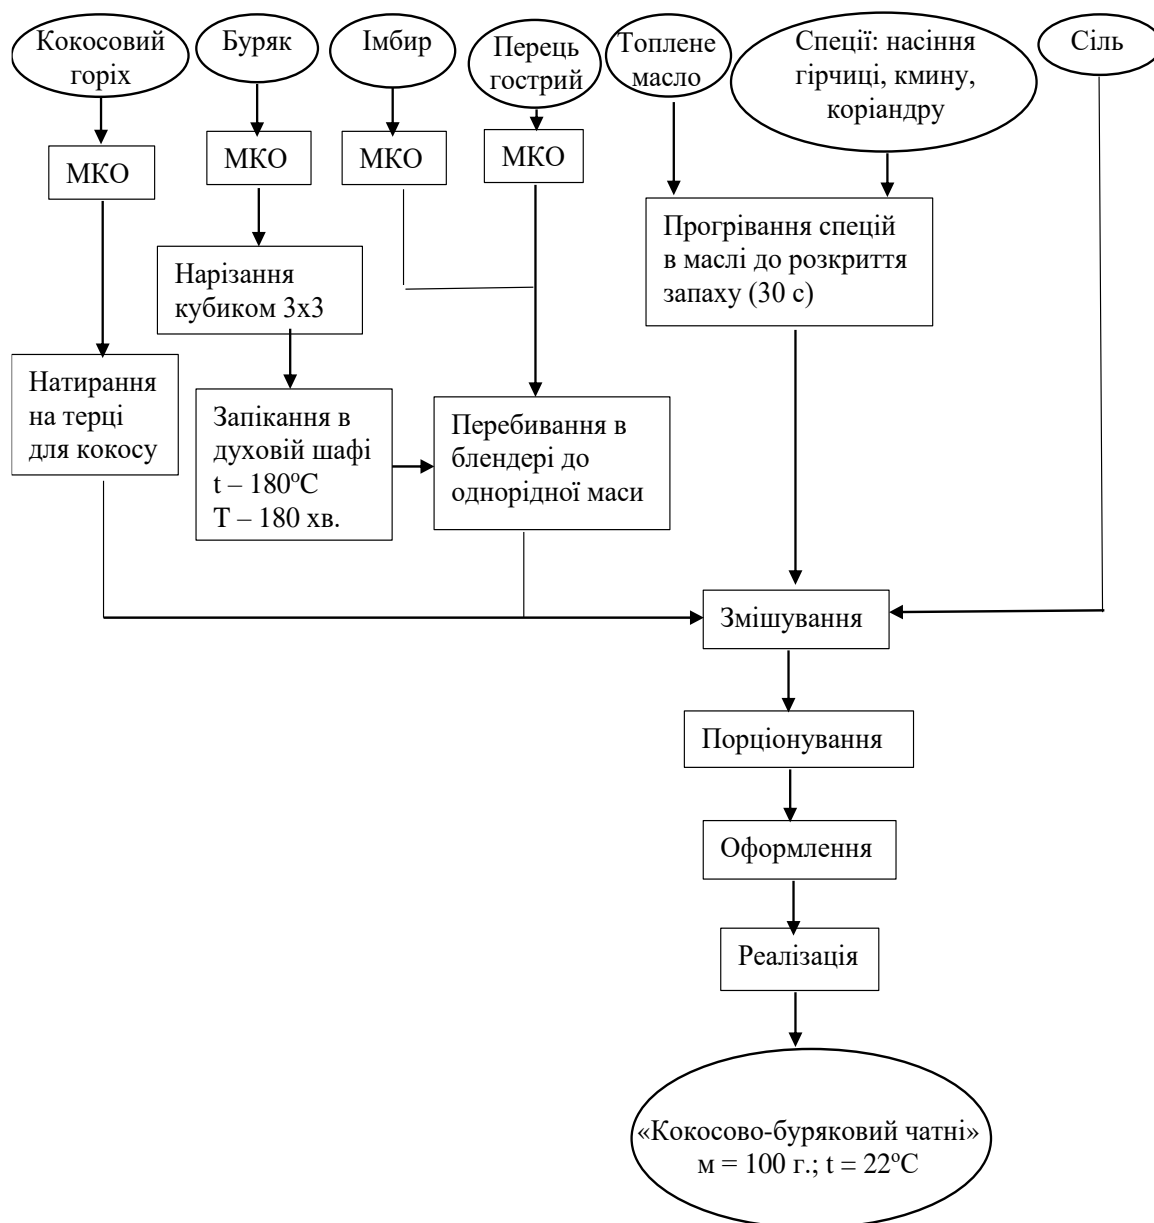 Кокосовий
горіх
Буряк
Імбир
Перець
гострий
Топлене
масло
Спеції: насіння
гірчиці, кмину,
коріандру
Сіль
МКО
МКО
МКО
МКО
Прогрівання спецій
в маслі до розкриття
запаху (30 с)
Нарізання
кубиком 3х3
Натирання
на терці
для кокосу
Запікання в
духовій шафі
t – 180°С
Т – 180 хв.
Перебивання в
блендері до
однорідної маси
Змішування
Порціонування
Оформлення
Реалізація
«Кокосово-буряковий чатні»
м = 100 г.; t = 22°С